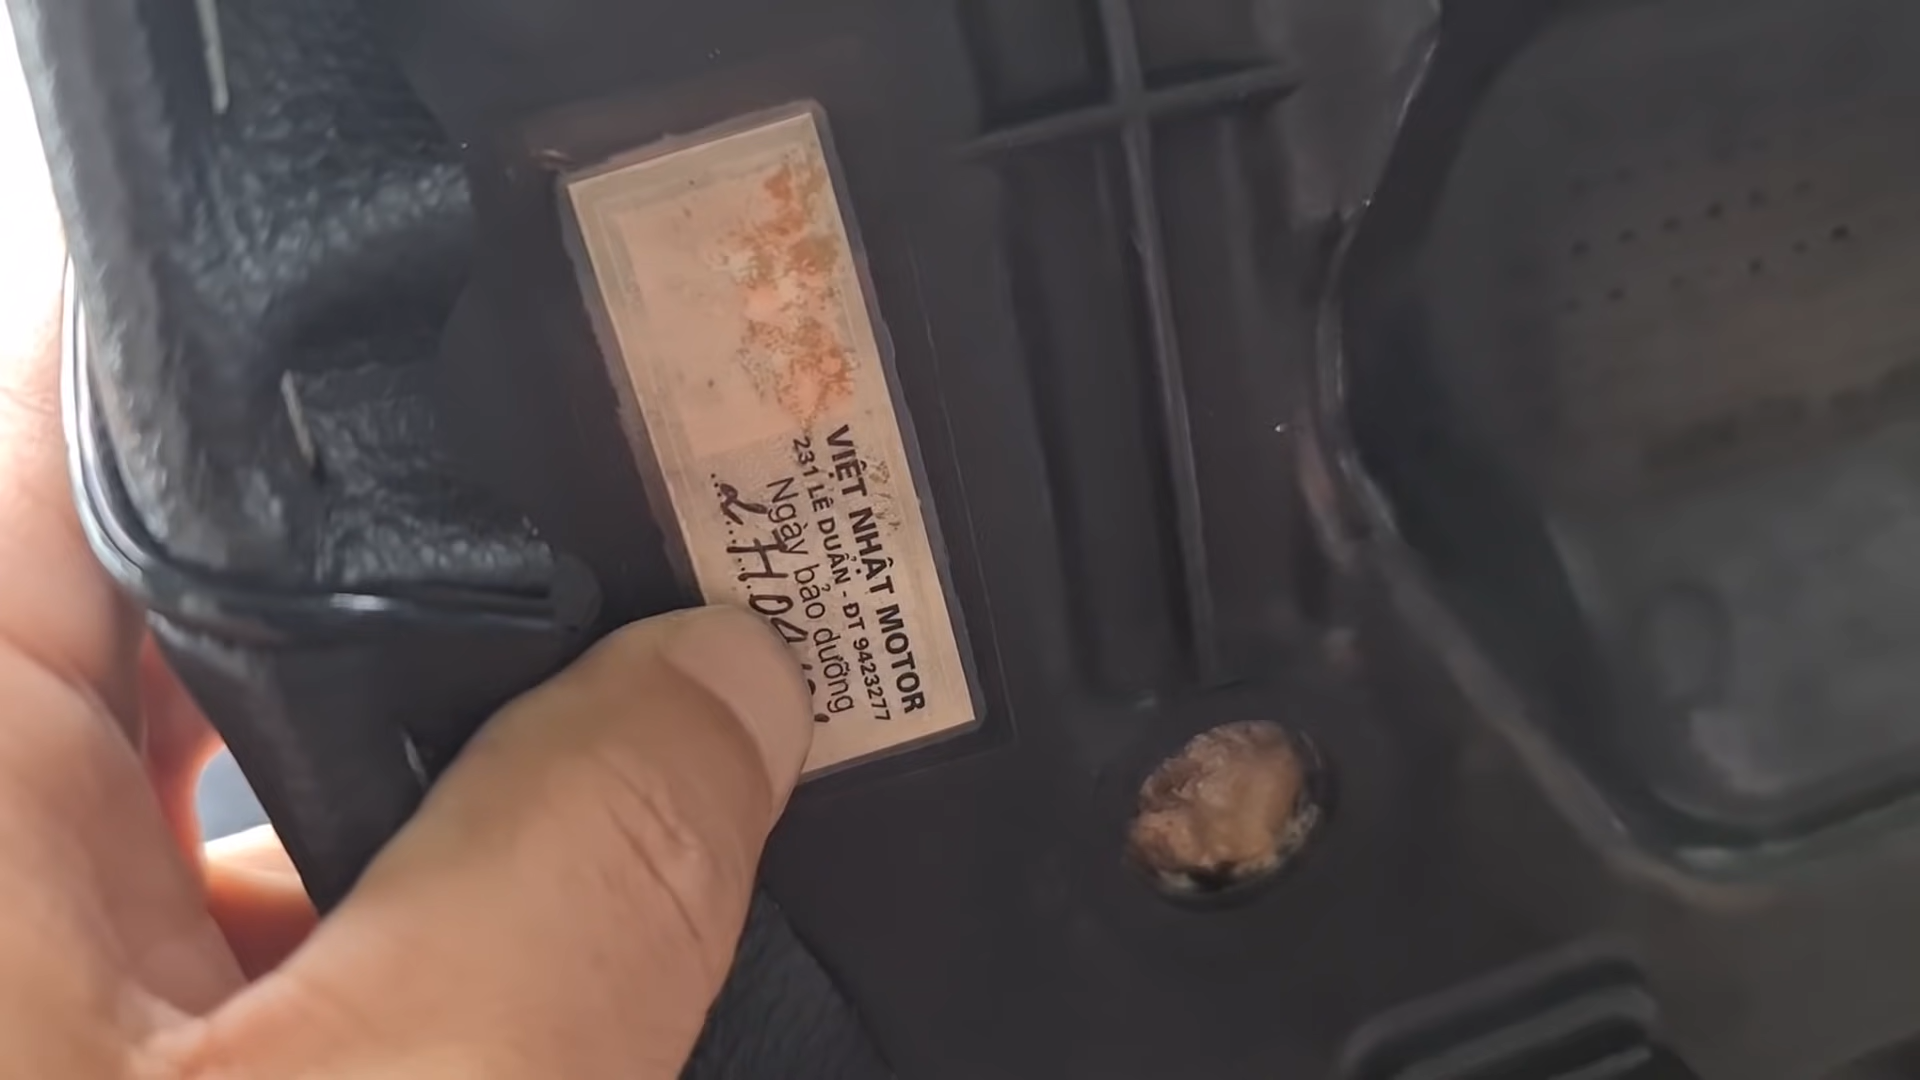 VIỆT NHẬT MOTOR
231 LÊ DUẨN - ĐT 9423277
Ngày bảo dưỡng